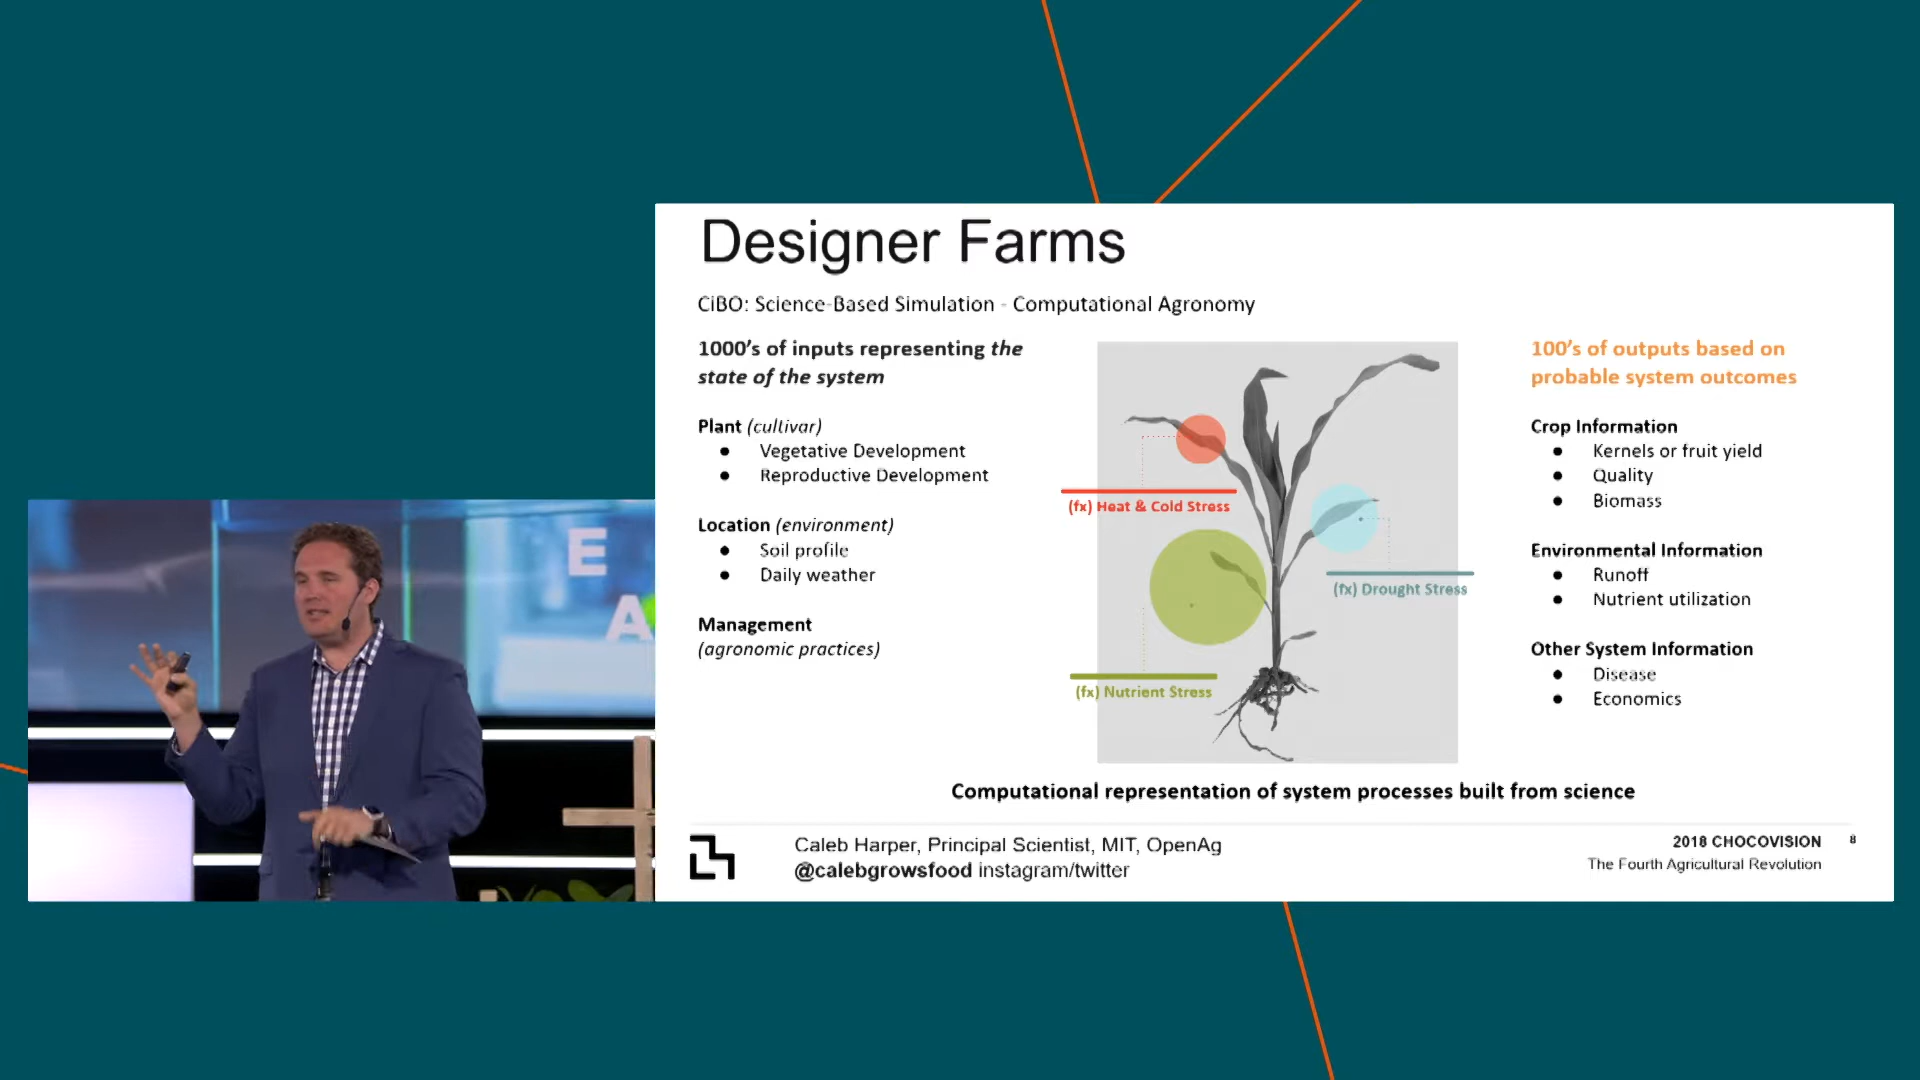 E
A
Designer Farms
CiBO: Science-Based Simulation - Computational Agronomy
1000's of inputs representing the
state of the system
Plant (cultivar)
● Vegetative Development
● Reproductive Development
Location (environment)
● Soil profile
● Daily weather
Management
(agronomic practices)
(fx) Heat & Cold Stress
(fx) Drought Stress
(fx) Nutrient Stress
100's of outputs based on
probable system outcomes
Crop Information
● Kernels or fruit yield
● Quality
● Biomass
Environmental Information
● Runoff
● Nutrient utilization
Other System Information
● Disease
● Economics
Computational representation of system processes built from science
Caleb Harper, Principal Scientist, MIT, OpenAg
@calebgrowsfood instagram/twitter
2018 CHOCOVISION 8
The Fourth Agricultural Revolution